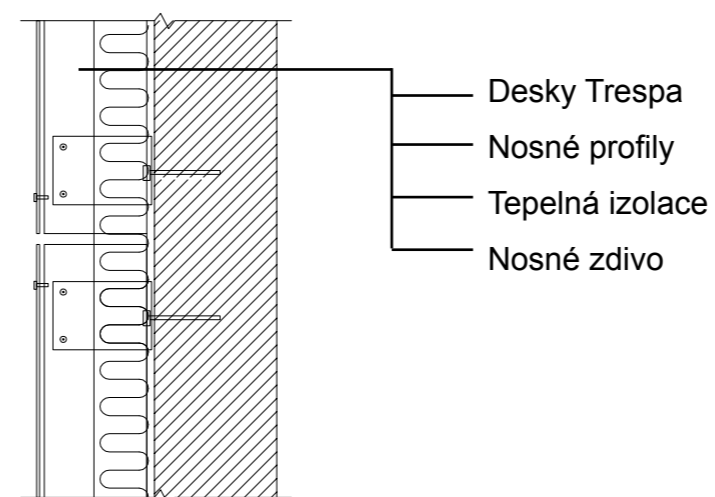 Desky Trespa
Nosné profily
Tepelná izolace
Nosné zdivo